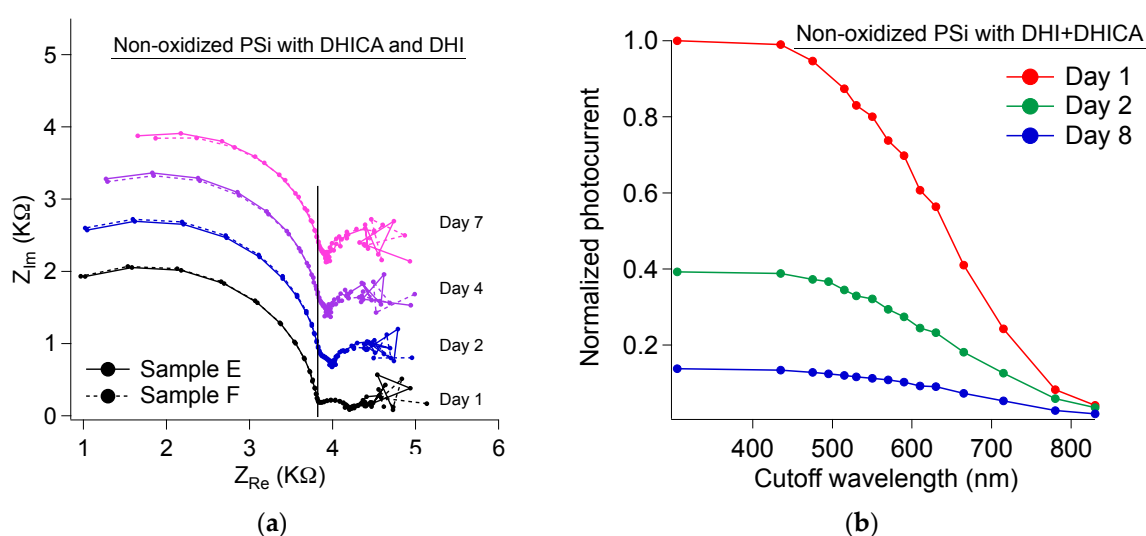 Non-oxidized PSi with DHICA and DHI
5
4
3
2
1
0
Z_Im (KΩ)
Day 7
Day 4
Day 2
Day 1
Sample E
Sample F
1 2 3 4 5 6
Z_Re (KΩ)
(a)
Non-oxidized PSi with DHI+DHICA
1.0
0.8
0.6
0.4
0.2
Normalized photocurrent
Day 1
Day 2
Day 8
400 500 600 700 800
Cutoff wavelength (nm)
(b)